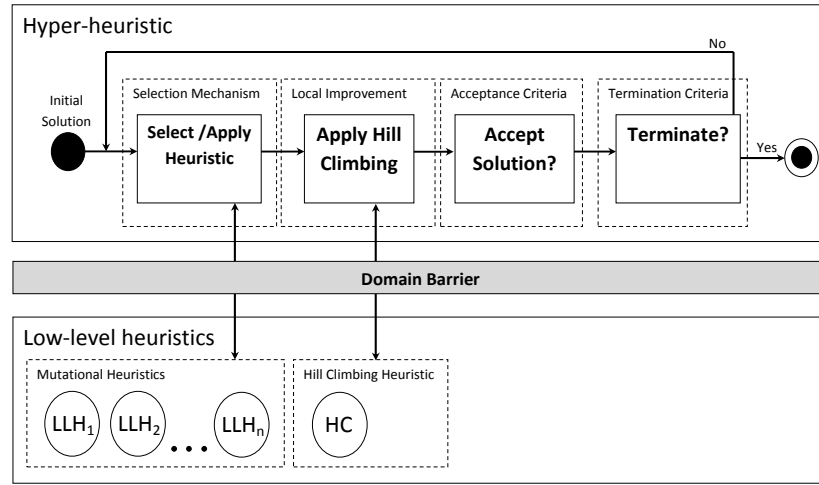 Hyper-heuristic
No
Initial
Solution
Selection Mechanism
Select /Apply
Heuristic
Local Improvement
Apply Hill
Climbing
Acceptance Criteria
Accept
Solution?
Termination Criteria
Terminate?
Yes
Domain Barrier
Low-level heuristics
Mutational Heuristics
LLH1
LLH2
...
LLHn
Hill Climbing Heuristic
HC